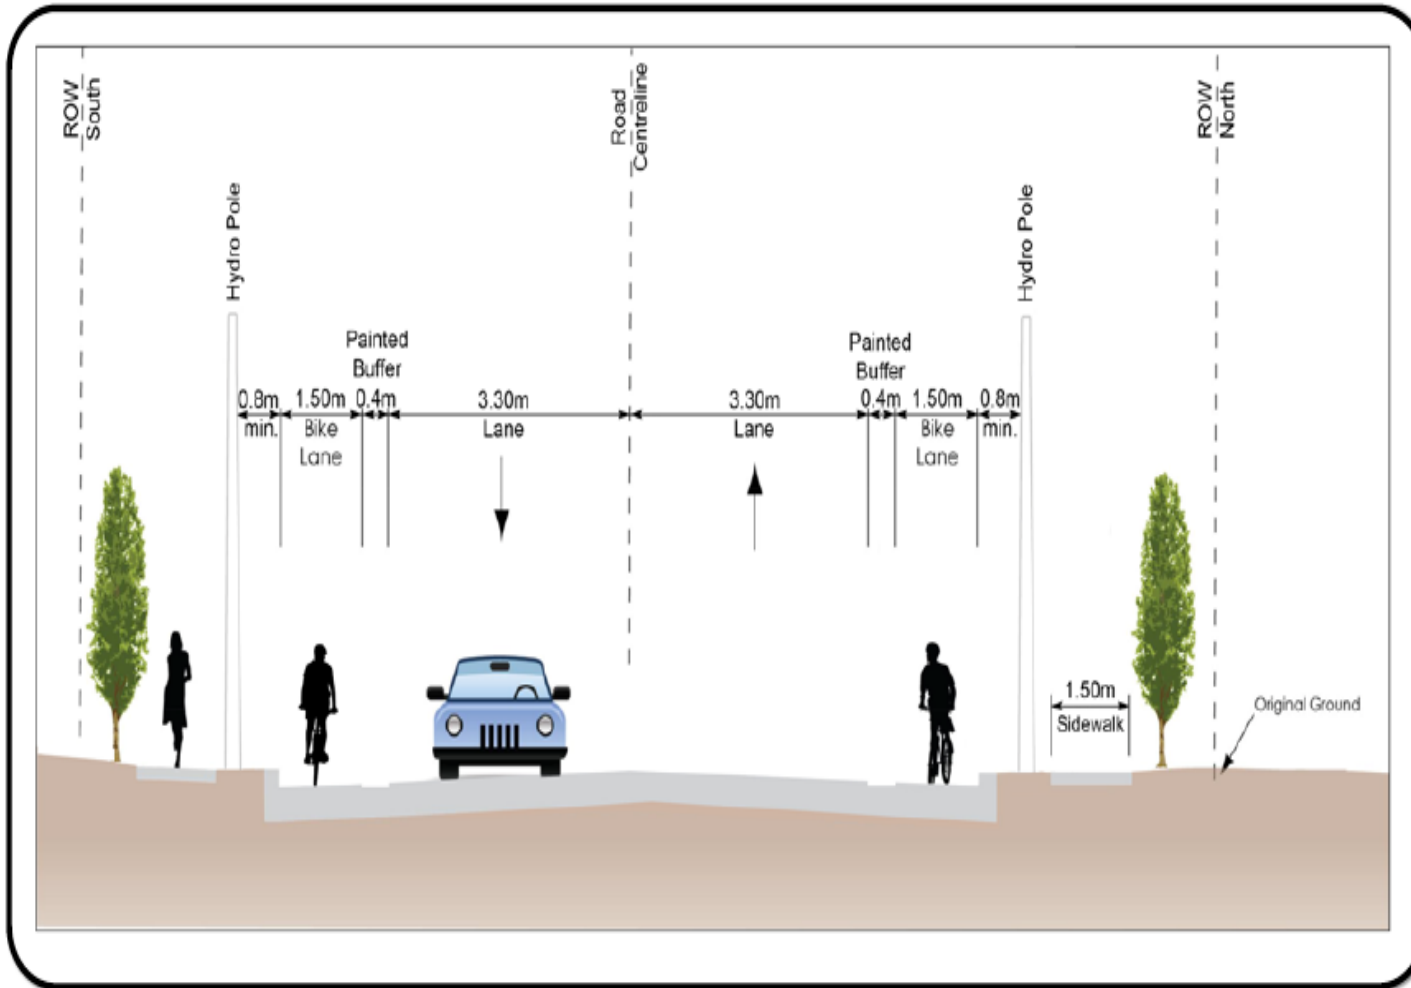 ROW
South
Road
Centreline
ROW
North
Hydro Pole
Hydro Pole
Painted
Buffer
Painted
Buffer
0.8m 1.50m 0.4m 3.30m 3.30m 0.4m 1.50m 0.8m
min. Bike Lane Lane Bike min.
Lane Lane
1.50m
Sidewalk
Original Ground